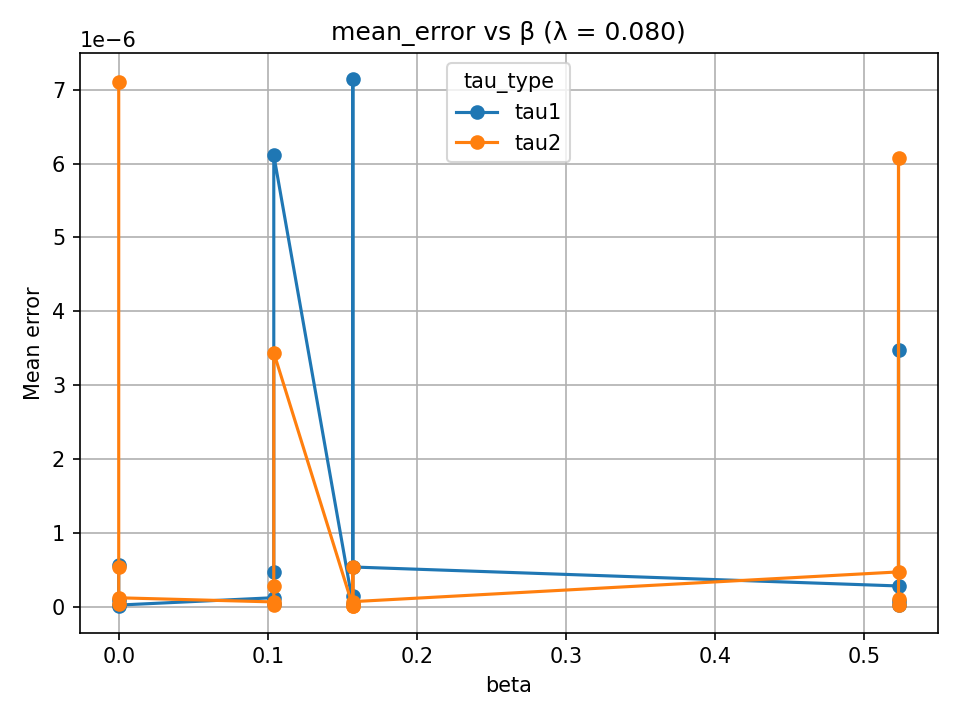 mean_error vs β (λ = 0.080)
1e−6
tau_type
tau1
tau2
7
6
5
4
3
2
1
0
Mean error
0.0
0.1
0.2
0.3
0.4
0.5
beta